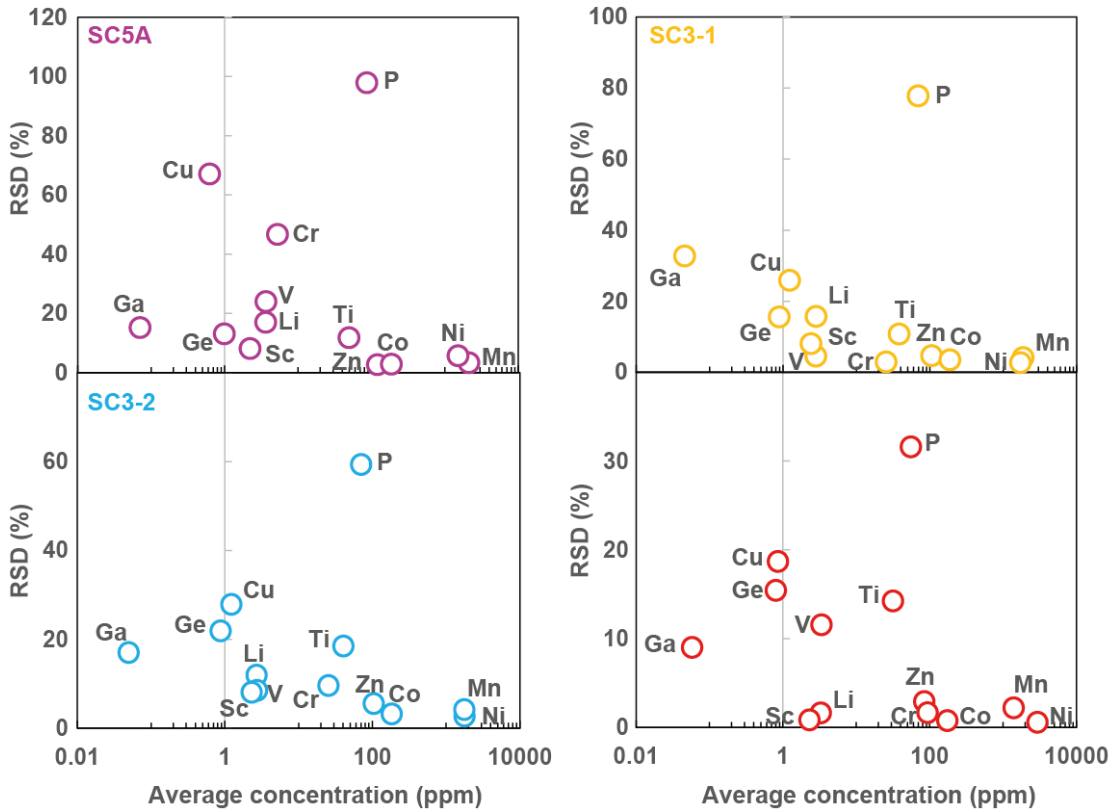 SC5A
120
100
80
60
40
20
0
RSD (%)
P
Cu
Cr
V
Ga
Li
Ti
Ge
Sc
Zn
Co
Ni
Mn
SC3-1
100
80
60
40
20
0
RSD (%)
P
Ga
Cu
Li
Ge
Sc
Ti
V
Cr
Zn
Co
Ni
Mn
SC3-2
60
40
20
0
RSD (%)
P
Cu
Ge
Ga
Li
Ti
Sc
V
Cr
Zn
Co
Mn
Ni
0.01
1
100
10000
Average concentration (ppm)
30
20
10
0
RSD (%)
P
Cu
Ge
Ti
V
Ga
Zn
Li
Mn
Sc
Cr
Co
Ni
0.01
1
100
10000
Average concentration (ppm)